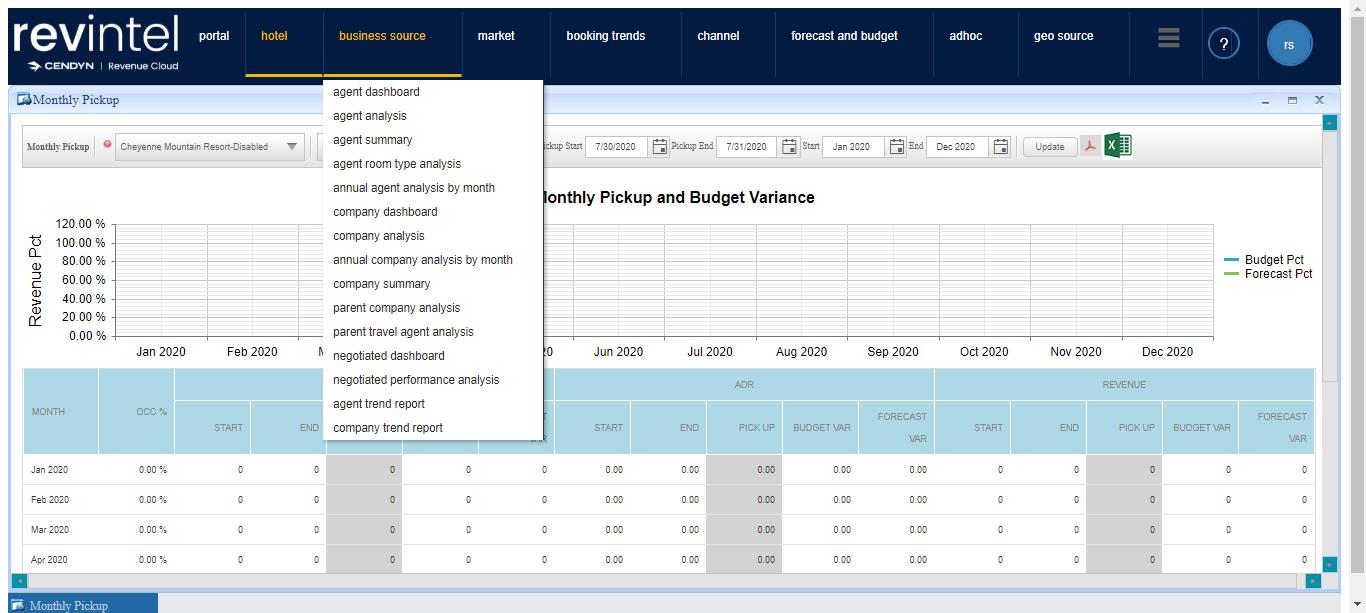 revintel
CENDYN | Revenue Cloud
portal hotel business source market booking trends channel forecast and budget adhoc geo source ? rs
Monthly Pickup
Monthly Pickup Cheyenne Mountain Resort-Disabled ickup Start 7/30/2020 Pickup End 7/31/2020 Start Jan 2020 End Dec 2020 Update
agent dashboard
agent analysis
agent summary
agent room type analysis
annual agent analysis by month
company dashboard
company analysis
annual company analysis by month
company summary
parent company analysis
parent travel agent analysis
negotiated dashboard
negotiated performance analysis
agent trend report
company trend report
Monthly Pickup and Budget Variance
Revenue Pct
120.00 %
100.00 %
80.00 %
60.00 %
40.00 %
20.00 %
0.00 %
Jan 2020 Feb 2020 M 20 Jun 2020 Jul 2020 Aug 2020 Sep 2020 Oct 2020 Nov 2020 Dec 2020
Budget Pct
Forecast Pct
ADR REVENUE
MONTH OCC % START END START END PICK UP BUDGET VAR FORECAST VAR START END PICK UP BUDGET VAR FORECAST VAR
Jan 2020 0.00 % 0 0 0 0 0 0.00 0.00 0.00 0.00 0.00 0 0 0 0 0
Feb 2020 0.00 % 0 0 0 0 0 0.00 0.00 0.00 0.00 0.00 0 0 0 0 0
Mar 2020 0.00 % 0 0 0 0 0 0.00 0.00 0.00 0.00 0.00 0 0 0 0 0
Apr 2020 0.00 % 0 0 0 0 0 0.00 0.00 0.00 0.00 0.00 0 0 0 0 0
Monthly Pickup